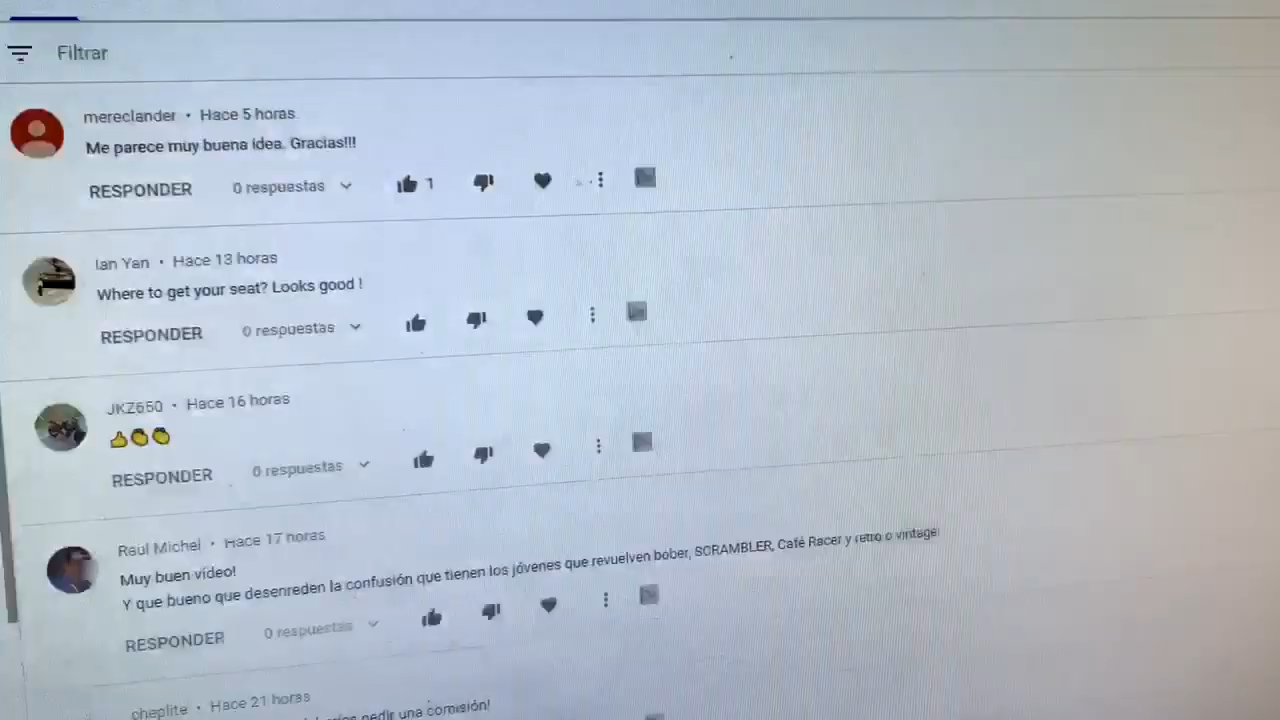 Filtrar
mereclander • Hace 5 horas
Me parece muy buena idea. Gracias!!!
RESPONDER 0 respuestas 1
Ian Yan • Hace 13 horas
Where to get your seat? Looks good !
RESPONDER 0 respuestas
JKZ650 • Hace 16 horas
👍👏👏
RESPONDER 0 respuestas
Raúl Michel • Hace 17 horas
Muy buen vídeo!
Y que bueno que desenreden la confusión que tienen los jóvenes que revuelven bober, SCRAMBLER, Café Racer y retro o vintage!
RESPONDER 0 respuestas
cheplite • Hace 21 horas
pedir una comisión!